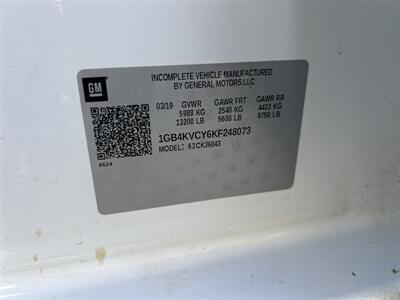 GM
INCOMPLETE VEHICLE MANUFACTURED
BY GENERAL MOTORS LLC
03/19 GVWR GAWR FRT GAWR RR
5988 KG 2540 KG 4423 KG
13200 LB 5600 LB 9750 LB
1GB4KVCY6KF248073
MODEL: 63CK36043
8624